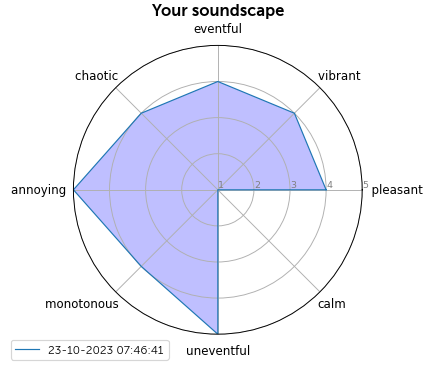 Your soundscape
eventful
chaotic
vibrant
annoying
1 2 3 4 5
pleasant
monotonous
calm
uneventful
23-10-2023 07:46:41